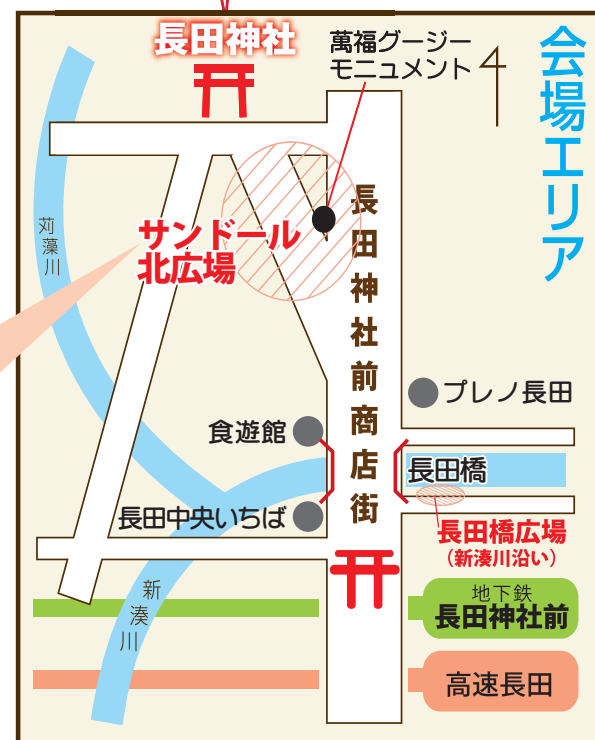 会場エリア
長田神社
萬福グージー
モニュメント
苅藻川
サンドール
北広場
長田神社前商店街
プレノ長田
食遊館
長田橋
長田中央いちば
長田橋広場
（新湊川沿い）
新湊川
地下鉄
長田神社前
高速長田